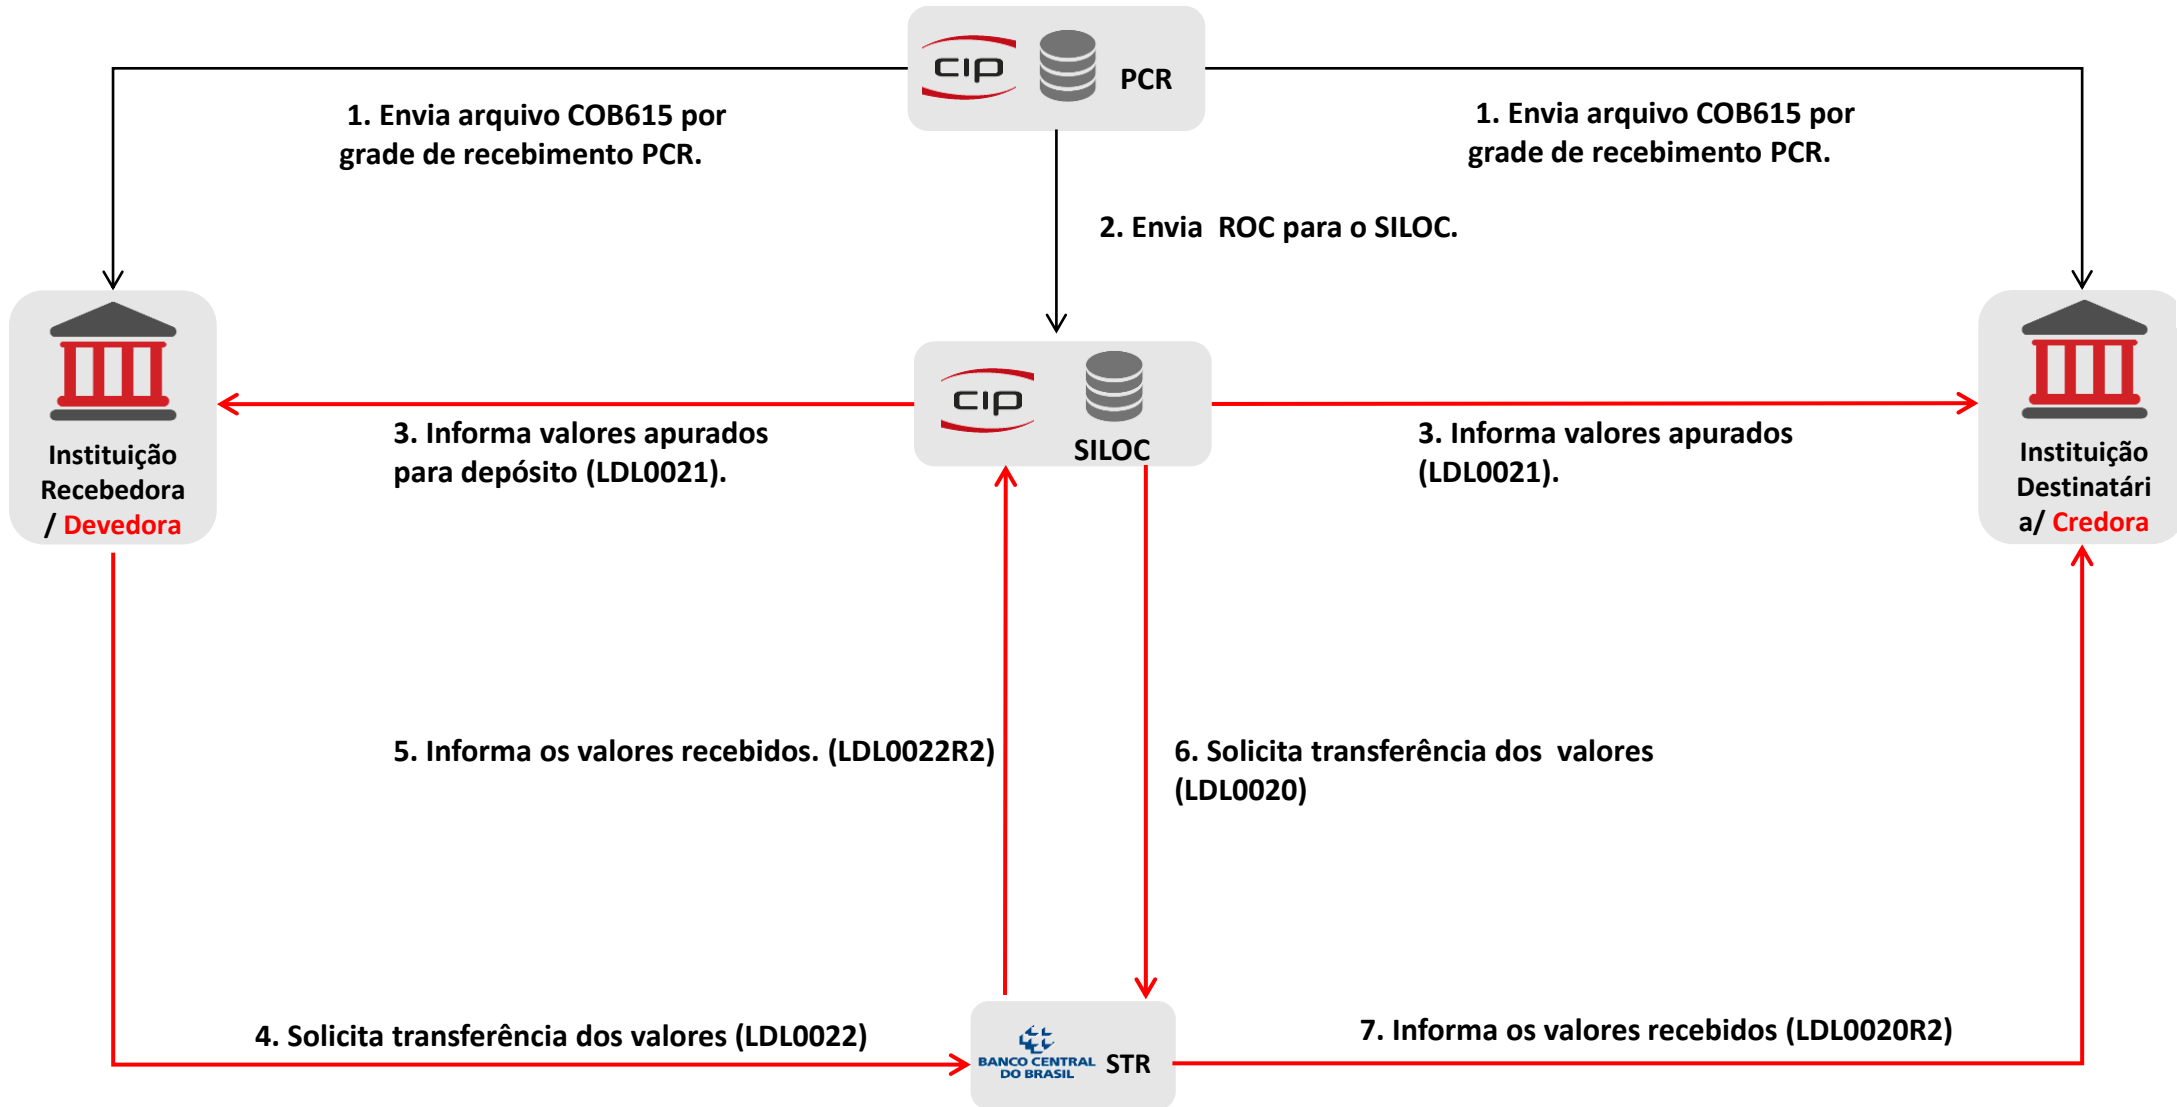 cip
PCR
1. Envia arquivo COB615 por
grade de recebimento PCR.
1. Envia arquivo COB615 por
grade de recebimento PCR.
2. Envia  ROC para o SILOC.
Instituição
Recebedora
/ Devedora
cip
SILOC
Instituição
Destinatári
a/ Credora
3. Informa valores apurados
para depósito (LDL0021).
3. Informa valores apurados
(LDL0021).
5. Informa os valores recebidos. (LDL0022R2)
6. Solicita transferência dos  valores
(LDL0020)
4. Solicita transferência dos valores (LDL0022)
BANCO CENTRAL
DO BRASIL
STR
7. Informa os valores recebidos (LDL0020R2)